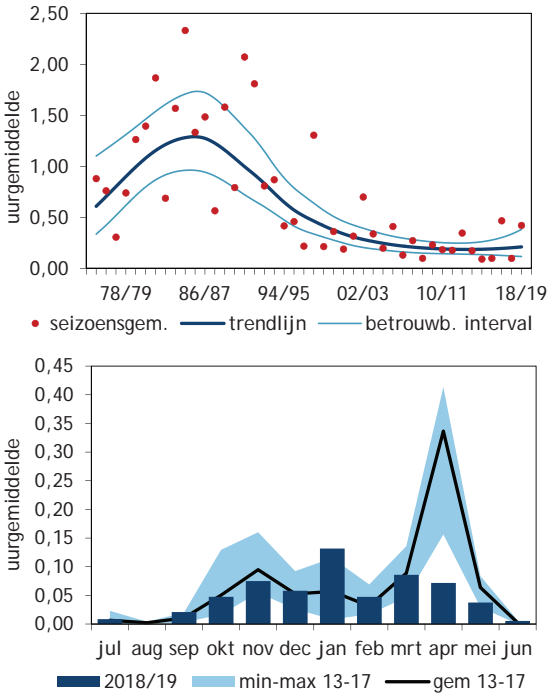 2,50
2,00
1,50
1,00
0,50
0,00
uurgemiddelde
78/79 86/87 94/95 02/03 10/11 18/19
seizoensgem. trendlijn betrouwb. interval
0,45
0,40
0,35
0,30
0,25
0,20
0,15
0,10
0,05
0,00
uurgemiddelde
jul aug sep okt nov dec jan feb mrt apr mei jun
2018/19 min-max 13-17 gem 13-17